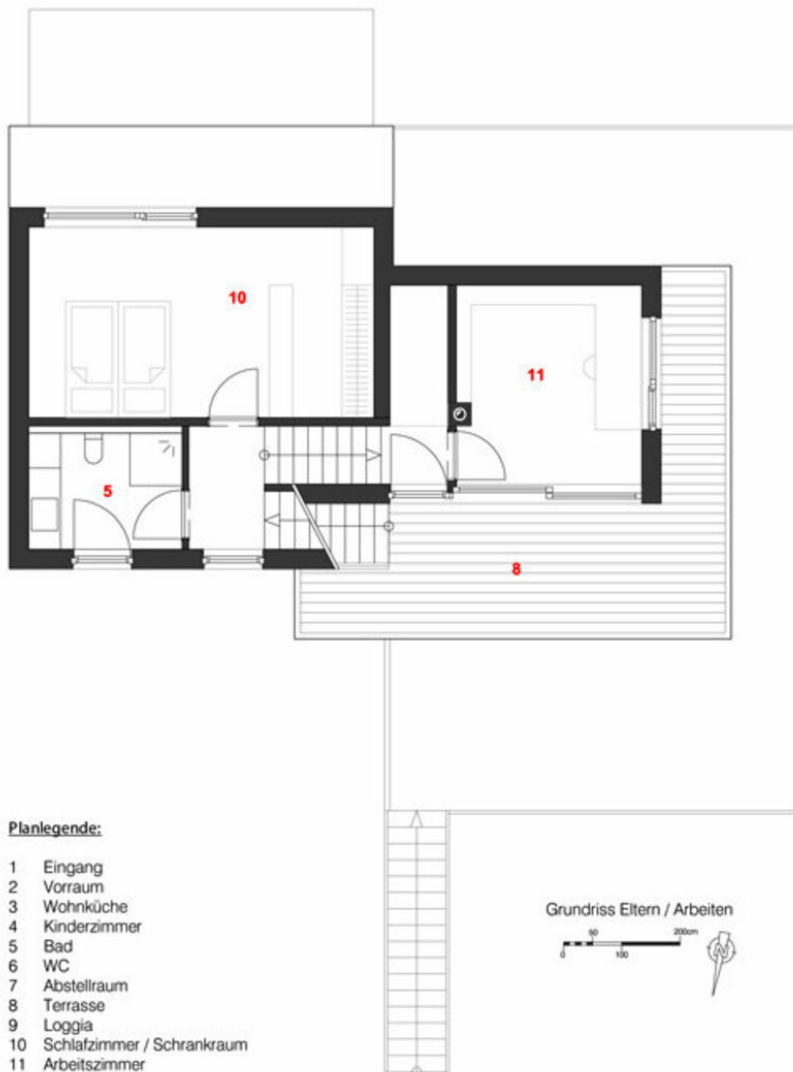 10
11
5
8
Planlegende:
1 Eingang
2 Vorraum
3 Wohnküche
4 Kinderzimmer
5 Bad
6 WC
7 Abstellraum
8 Terrasse
9 Loggia
10 Schlafzimmer / Schrankraum
11 Arbeitszimmer
Grundriss Eltern / Arbeiten
50 200cm
0 100
N